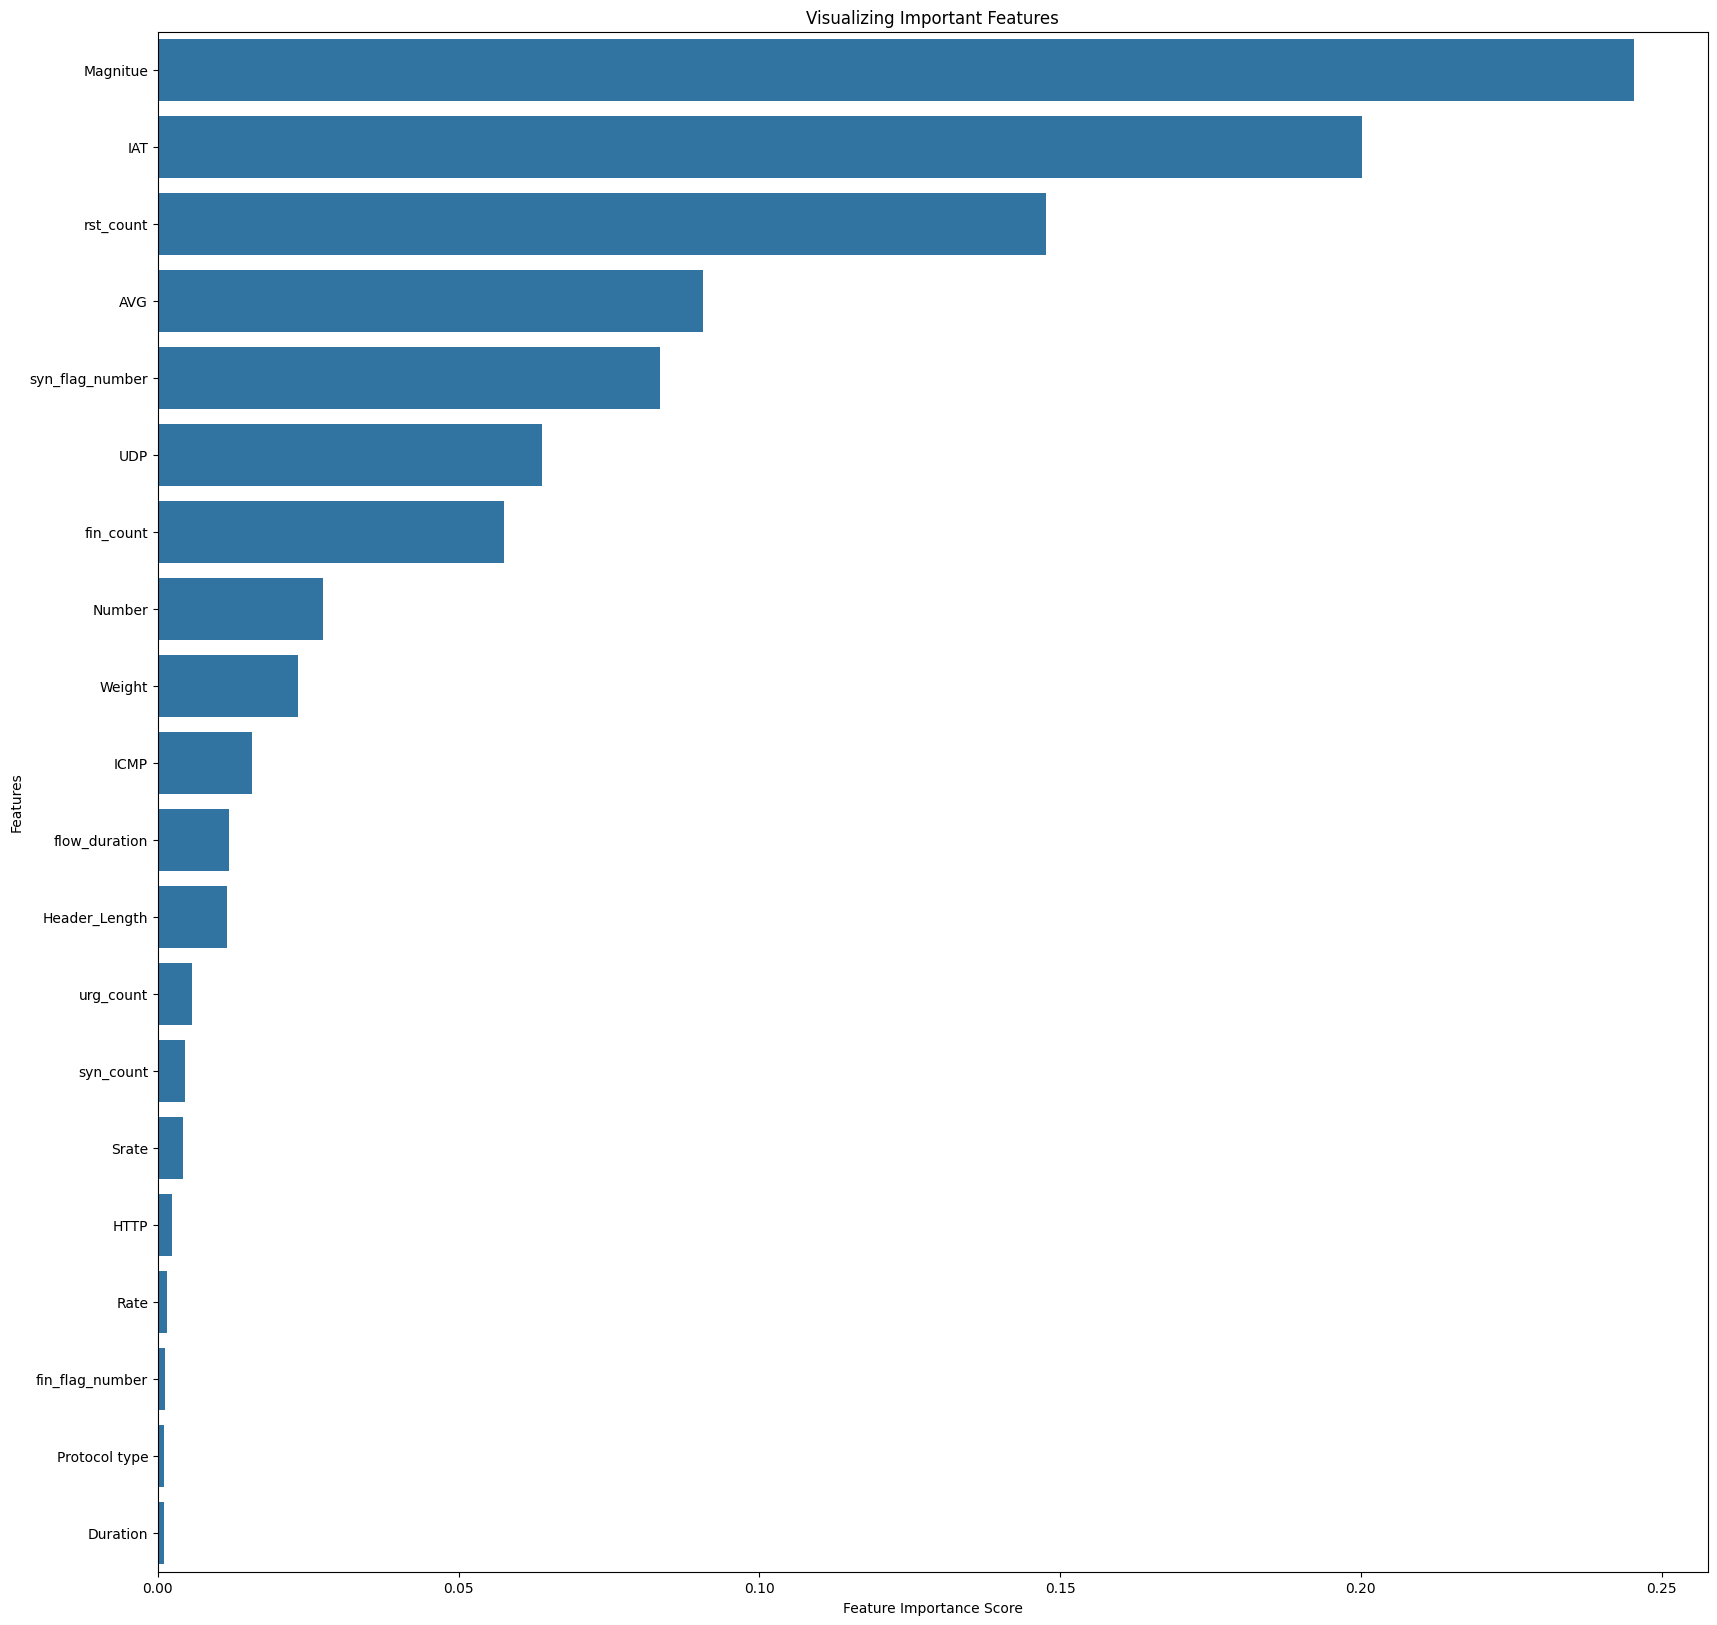 Visualizing Important Features
Magnitue
IAT
rst_count
AVG
syn_flag_number
UDP
fin_count
Number
Weight
ICMP
flow_duration
Header_Length
urg_count
syn_count
Srate
HTTP
Rate
fin_flag_number
Protocol type
Duration
Features
0.00 0.05 0.10 0.15 0.20 0.25
Feature Importance Score